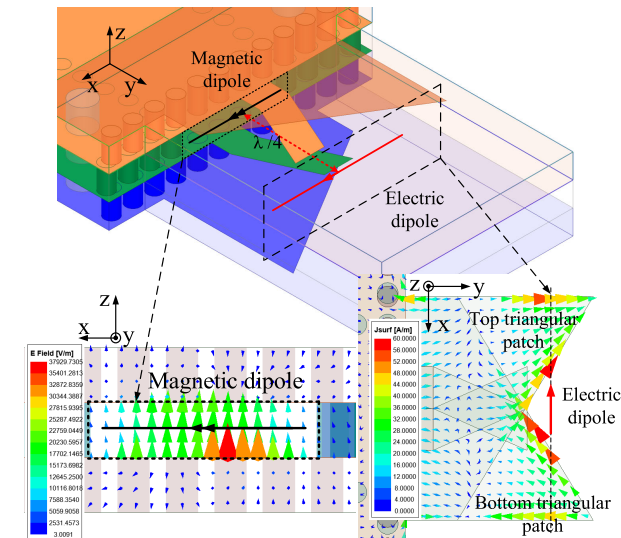 z
x
y
Magnetic
dipole
λ /4
Electric
dipole
z
x
y
E Field [V/m]
37929.7305
35401.2813
32872.8359
30344.3887
27815.9395
25287.4922
22759.0449
20230.5957
17702.1465
15173.6982
12645.2500
10116.8018
7588.3540
5059.9058
2531.4573
3.0091
Magnetic dipole
z
y
x
Jsurf [A/m]
60.0000
56.0000
52.0000
48.0000
44.0000
40.0000
36.0000
32.0000
28.0000
24.0000
20.0000
16.0000
12.0000
8.0000
4.0000
0.0000
Top triangular
patch
Electric
dipole
Bottom triangular
patch